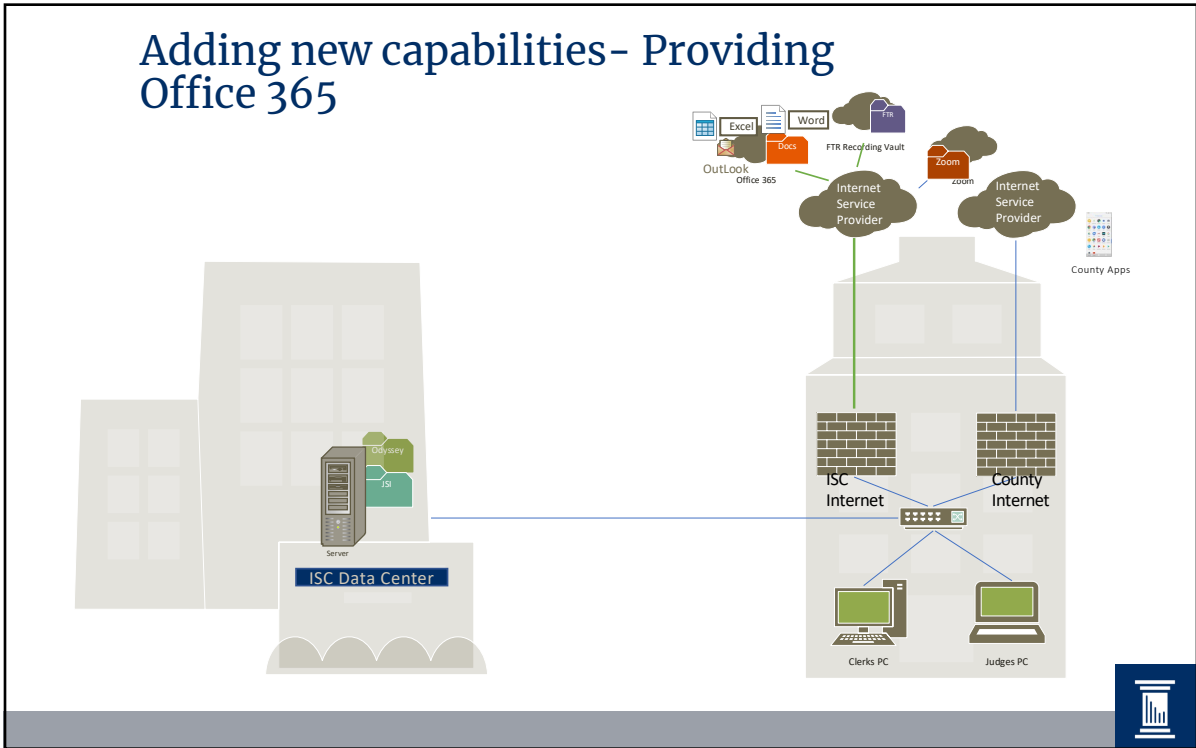 Adding new capabilities- Providing
Office 365
Excel
Word
FTR
Docs
FTR Recording Vault
OutLook
Office 365
Zoom
Zoom
Internet
Service
Provider
Internet
Service
Provider
County Apps
Odyssey
JSI
Server
ISC Data Center
ISC
Internet
County
Internet
Clerks PC
Judges PC